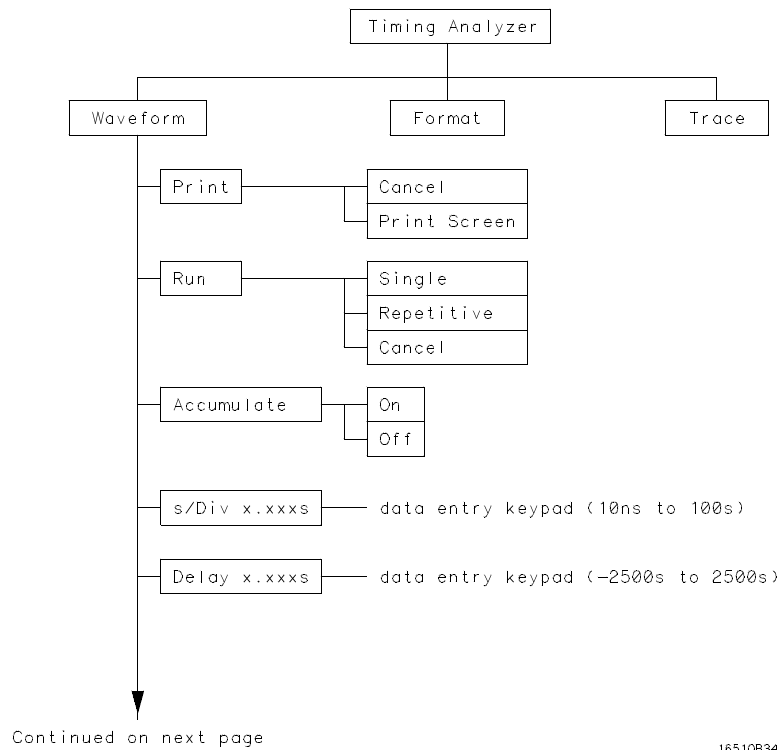 Timing Analyzer
Waveform
Format
Trace
Print
Cancel
Print Screen
Run
Single
Repetitive
Cancel
Accumulate
On
Off
s/Div x.xxxs
data entry keypad (10ns to 100s)
Delay x.xxxs
data entry keypad (-2500s to 2500s)
Continued on next page
16510B34